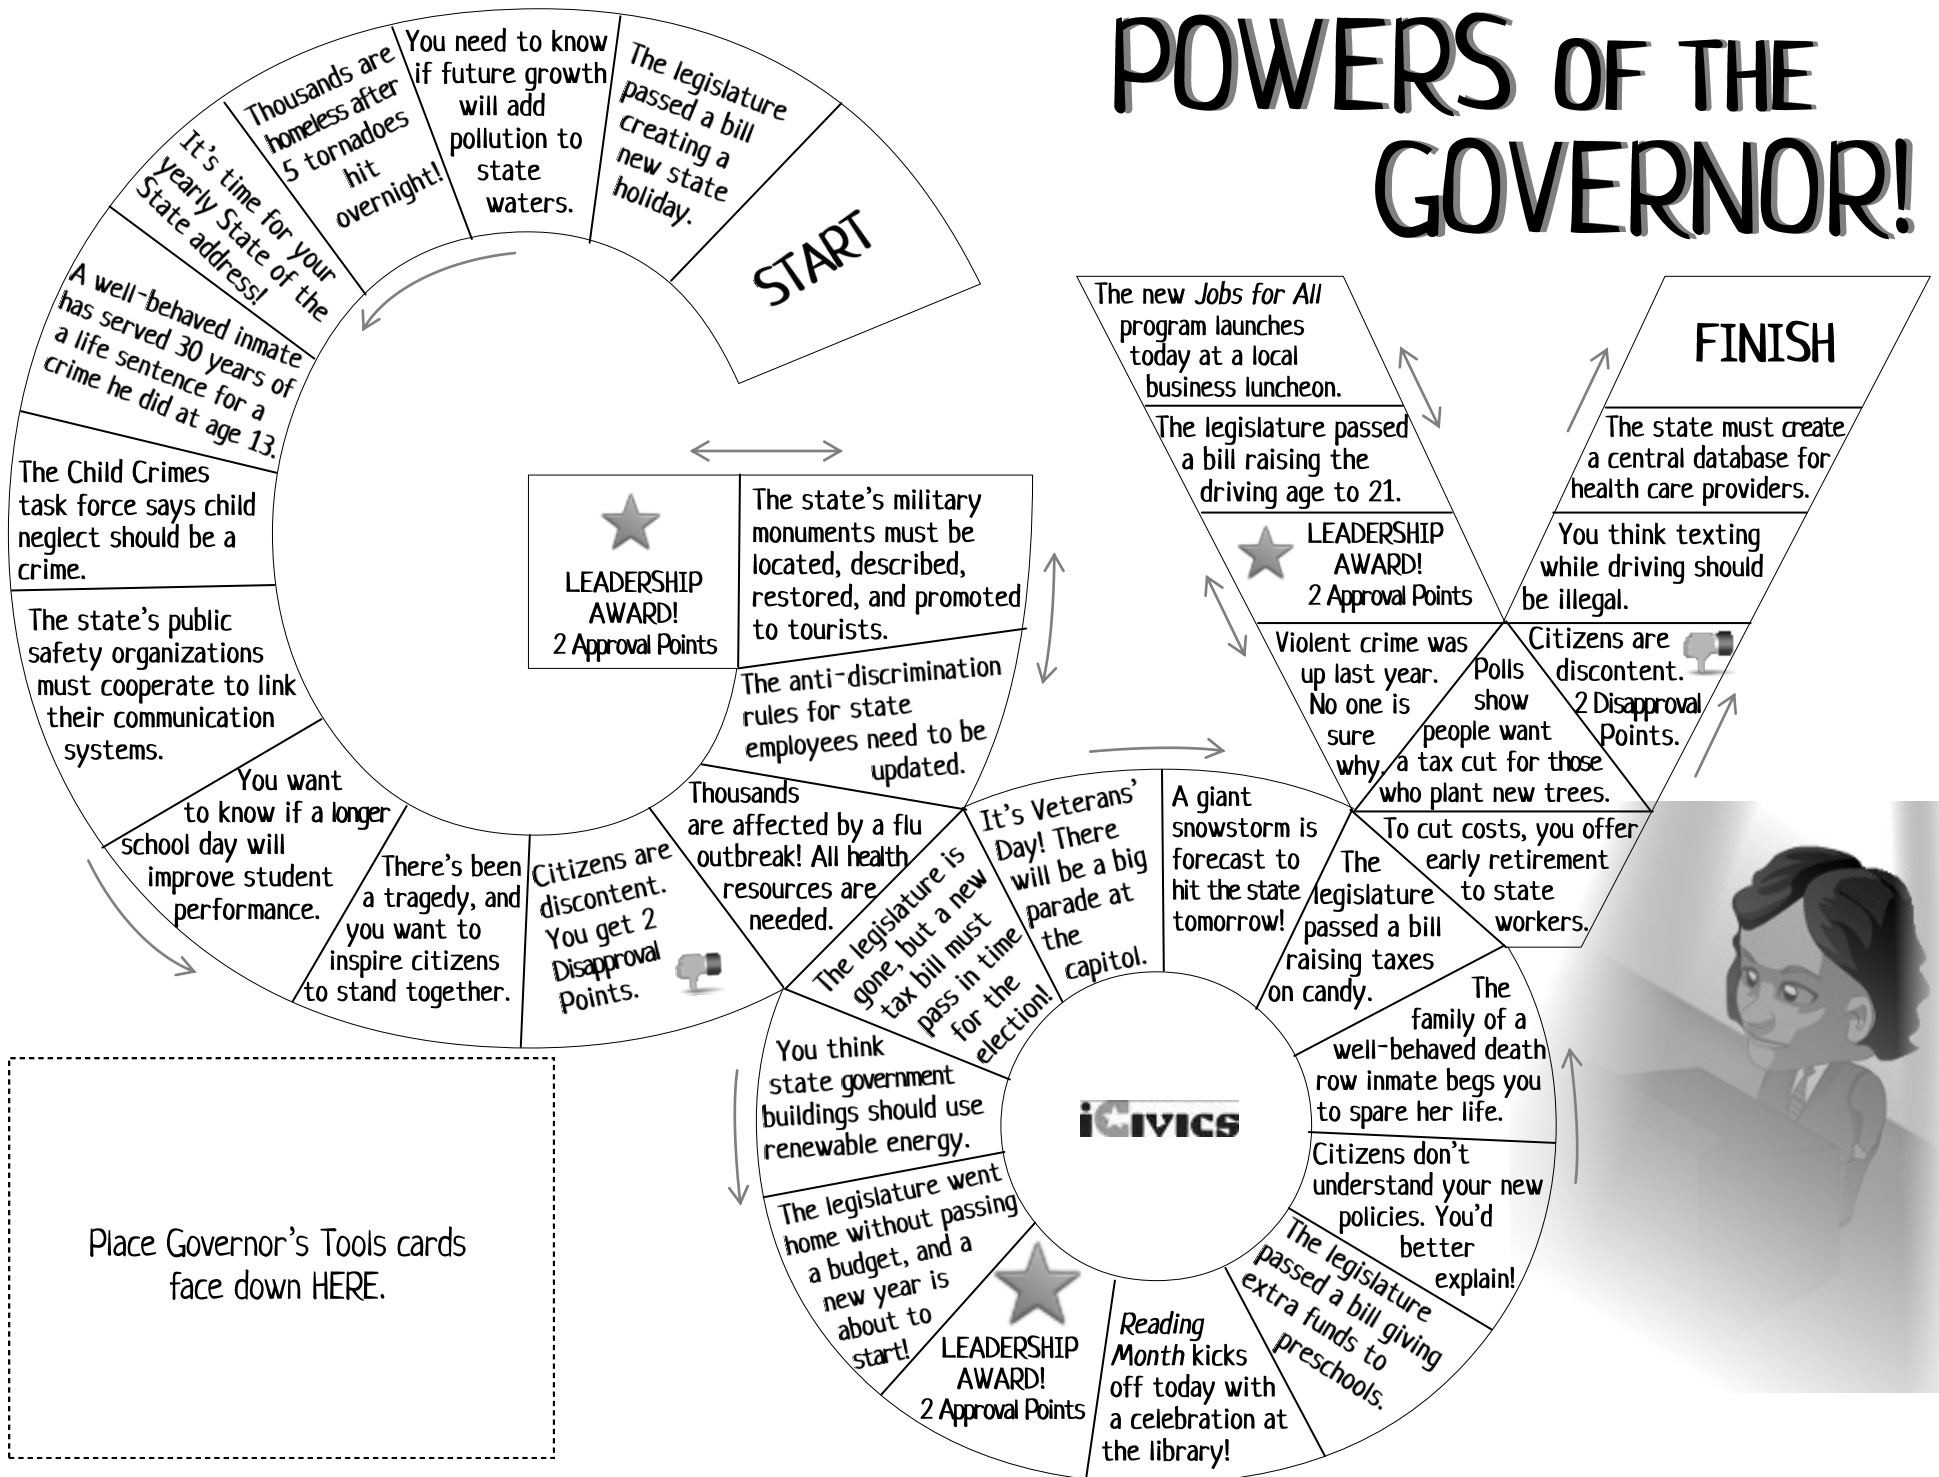 POWERS OF THE
GOVERNOR!
START
The legislature
passed a bill
creating a
new state
holiday.
You need to know
if future growth
will add
pollution to
state
waters.
Thousands are
homeless after
5 tornadoes
hit
overnight!
It's time for your
yearly State of the
State address!
A well-behaved inmate
has served 30 years of
a life sentence for a
crime he did at age 13.
The Child Crimes
task force says child
neglect should be a
crime.
The state's public
safety organizations
must cooperate to link
their communication
systems.
You want
to know if a longer
school day will
improve student
performance.
There's been
a tragedy, and
you want to
inspire citizens
to stand together.
Citizens are
discontent.
You get 2
Disapproval
Points.
Thousands
are affected by a flu
outbreak! All health
resources are
needed.
The anti-discrimination
rules for state
employees need to be
updated.
The state's military
monuments must be
located, described,
restored, and promoted
to tourists.
LEADERSHIP
AWARD!
2 Approval Points
The legislature is
gone, but a new
tax bill must
pass in time
for the
election!
You think
state government
buildings should use
renewable energy.
The legislature went
home without passing
a budget, and a
new year is
about to
start!
LEADERSHIP
AWARD!
2 Approval Points
Reading
Month kicks
off today with
a celebration at
the library!
The legislature
passed a bill giving
extra funds to
preschools.
Citizens don't
understand your new
policies. You'd
better
explain!
The
family of a
well-behaved death
row inmate begs you
to spare her life.
It's Veterans'
Day! There
will be a big
parade at
the
capitol.
A giant
snowstorm is
forecast to
hit the state
tomorrow!
The
legislature
passed a bill
raising taxes
on candy.
To cut costs, you offer
early retirement
to state
workers.
Polls
show
people want
a tax cut for those
who plant new trees.
Violent crime was
up last year.
No one is
sure
why.
LEADERSHIP
AWARD!
2 Approval Points
The legislature passed
a bill raising the
driving age to 21.
The new Jobs for All
program launches
today at a local
business luncheon.
Citizens are
discontent.
2 Disapproval
Points.
You think texting
while driving should
be illegal.
The state must create
a central database for
health care providers.
FINISH
iCIVICS
Place Governor's Tools cards
face down HERE.